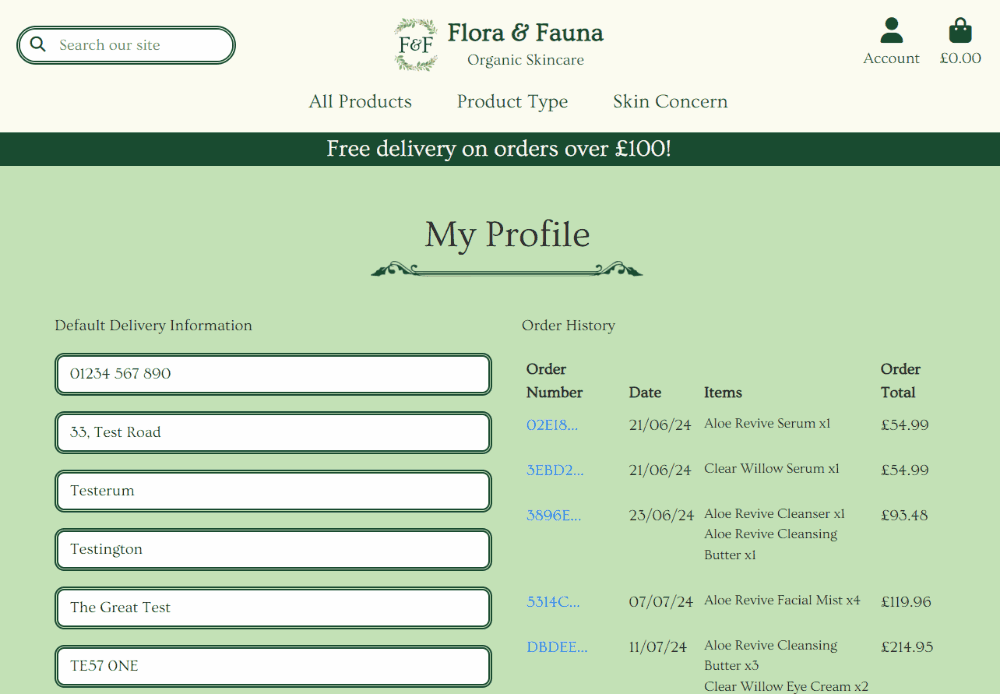 Search our site
F&F
Flora & Fauna
Organic Skincare
Account
£0.00
All Products
Product Type
Skin Concern
Free delivery on orders over £100!
My Profile
Default Delivery Information
01234 567 890
33, Test Road
Testerum
Testington
The Great Test
TE57 0NE
Order History
Order Number Date Items Order Total
02E18... 21/06/24 Aloe Revive Serum x1 £54.99
3EBD2... 21/06/24 Clear Willow Serum x1 £54.99
3896E... 23/06/24 Aloe Revive Cleanser x1 £93.48
Aloe Revive Cleansing
Butter x1
5314C... 07/07/24 Aloe Revive Facial Mist x4 £119.96
DBDEE... 11/07/24 Aloe Revive Cleansing £214.95
Butter x3
Clear Willow Eye Cream x2